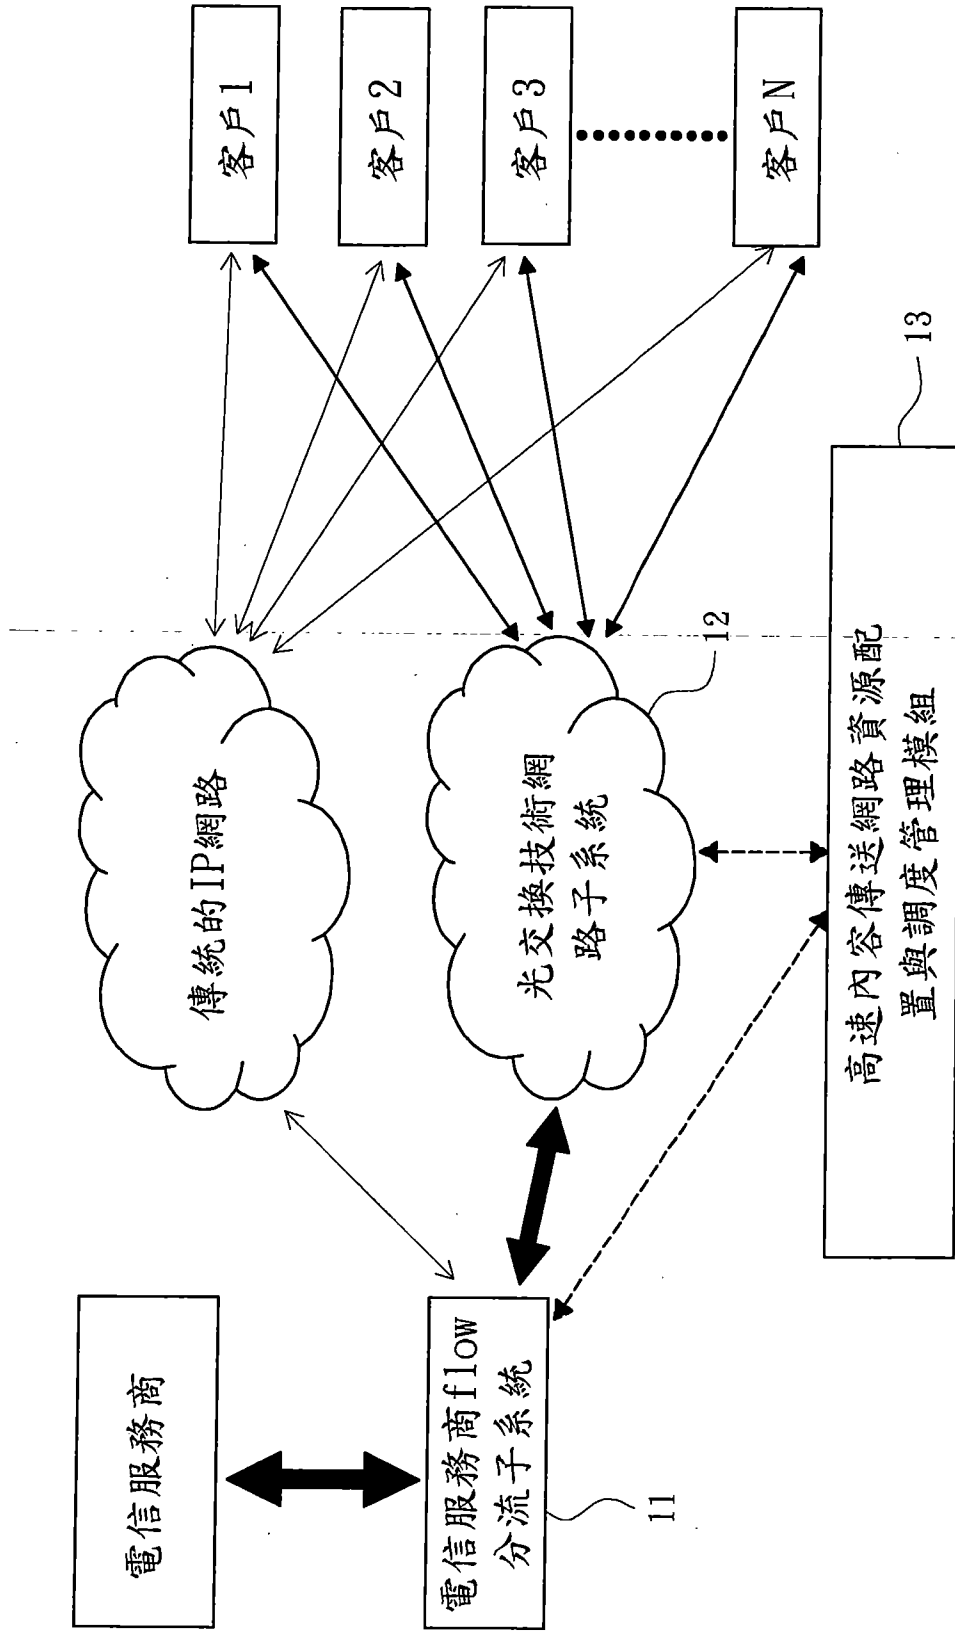 電信服務商
電信服務商flow
分流子系統
11
傳統的IP網路
光交換技術網
路子系統
12
客戶1
客戶2
客戶3
客戶N
高速內容傳送網路資源配
置與調度管理模組
13